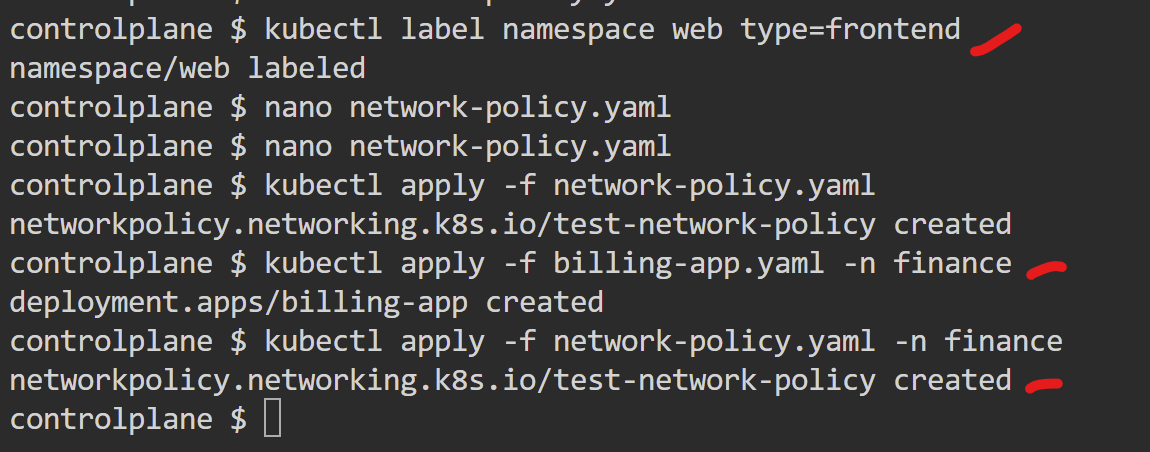 controlplane $ kubectl label namespace web type=frontend
namespace/web labeled
controlplane $ nano network-policy.yaml
controlplane $ nano network-policy.yaml
controlplane $ kubectl apply -f network-policy.yaml
networkpolicy.networking.k8s.io/test-network-policy created
controlplane $ kubectl apply -f billing-app.yaml -n finance
deployment.apps/billing-app created
controlplane $ kubectl apply -f network-policy.yaml -n finance
networkpolicy.networking.k8s.io/test-network-policy created
controlplane $